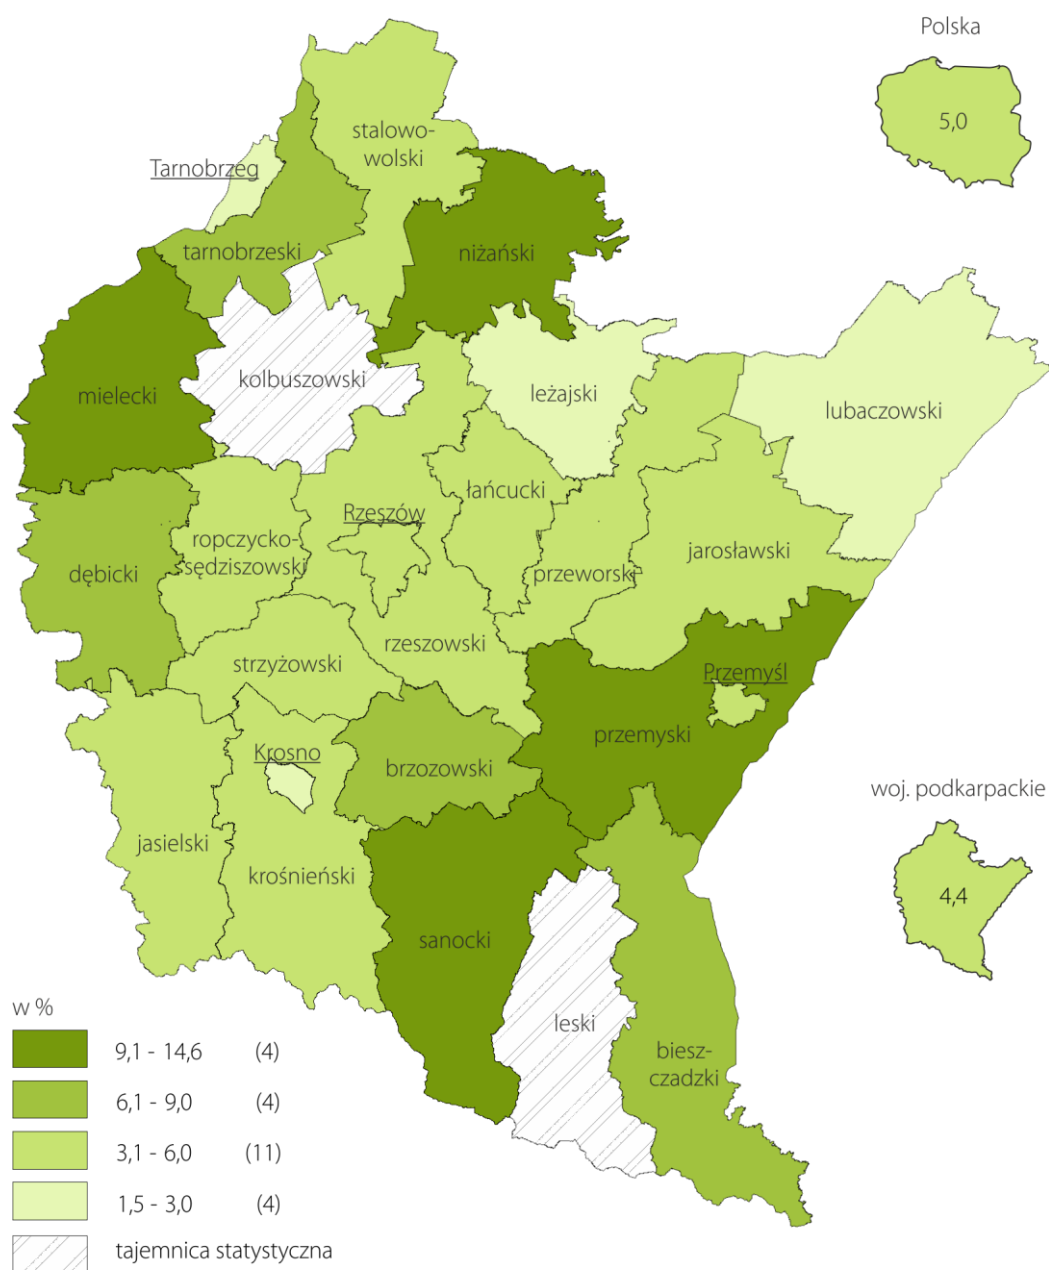 Polska
5,0
stalowo-
wolski
Tarnobrzeg
tarnobrzeski
niżański
mielecki
kolbuszowski
leżajski
lubaczowski
łańcucki
Rzeszów
ropczycko-
sędziszowski
dębicki
przeworski
jarosławski
rzeszowski
strzyżowski
Przemyśl
przemyski
Krosno
brzozowski
woj. podkarpackie
4,4
jasielski
krośnieński
sanocki
leski
biesz-
czadzki
w %
9,1 - 14,6 (4)
6,1 - 9,0 (4)
3,1 - 6,0 (11)
1,5 - 3,0 (4)
tajemnica statystyczna